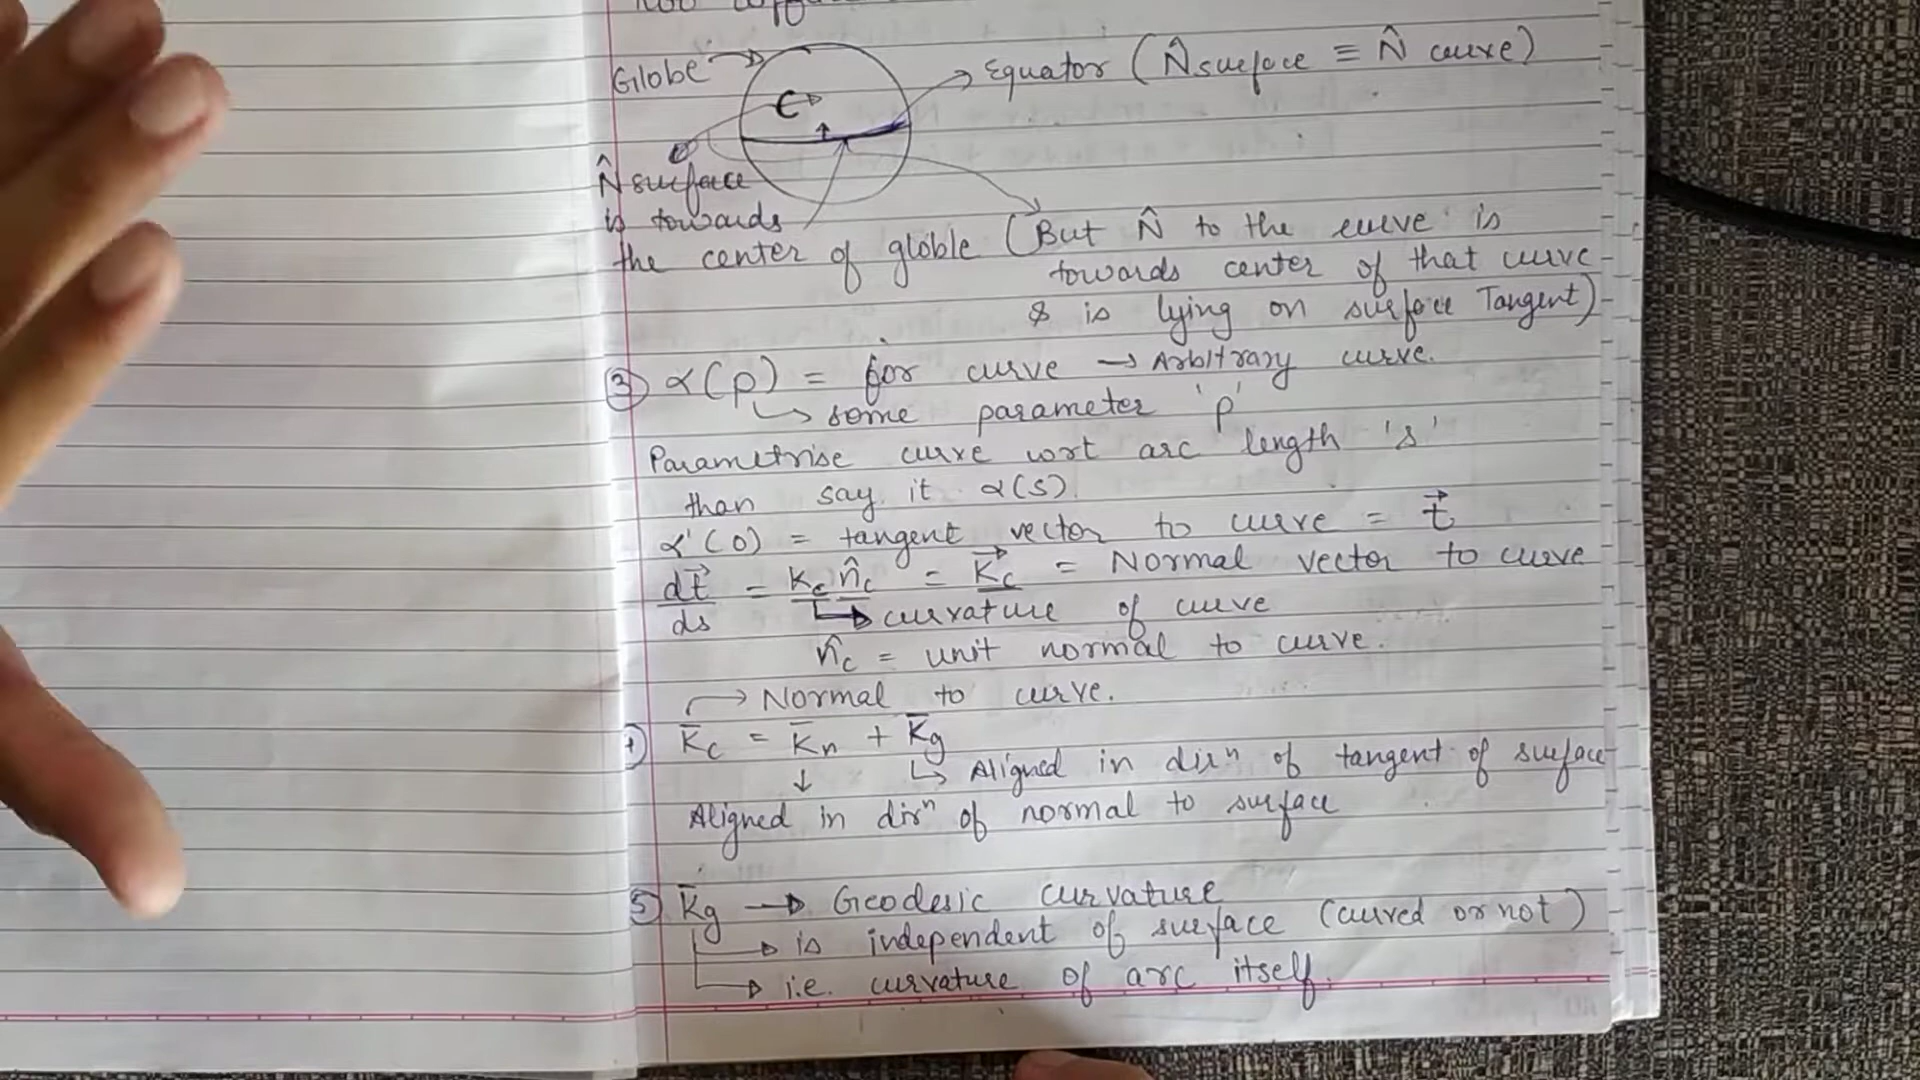 Globe
C
Equator ( N̂ surface ≡ N̂ curve)
N̂ surface
is towards
the center of globle
(But N̂ to the curve is
towards center of that curve
& is lying on surface Tangent)
③ α(p) = for curve → Arbitrary curve.
↳ some parameter 'p'
Parametrise curve wrt arc length 's'
than say it α(s)
α'(0) = tangent vector to curve = t⃗
dt⃗/ds = Kc n̂c = K⃗c = Normal vector to curve
↳ curvature of curve
n̂c = unit normal to curve.
→ Normal to curve.
K̅c = K̅n + K̅g
↳ Aligned in dirⁿ of tangent of surface
↓
Aligned in dirⁿ of normal to surface
⑤ K̅g → Geodesic curvature
→ is independent of surface (curved or not)
→ i.e. curvature of arc itself.